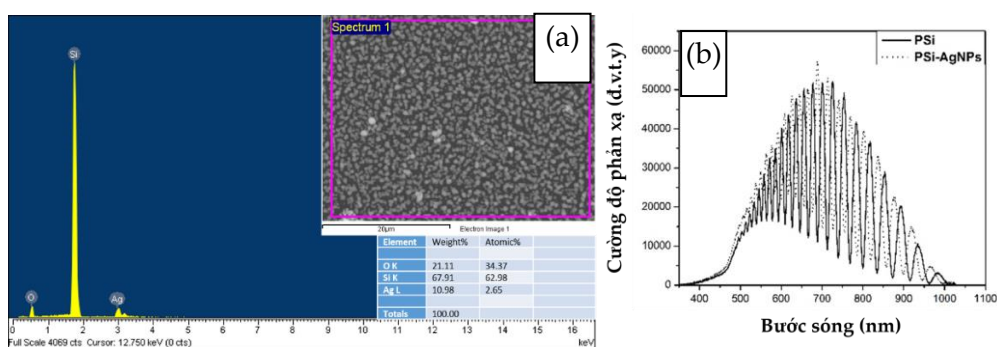 Spectrum 1
(a)
Si
O
Ag
20µm
Electron Image 1
Element Weight% Atomic%
O K 21.11 34.37
Si K 67.91 62.98
Ag L 10.98 2.65
Totals 100.00
0 1 2 3 4 5 6 7 8 9 10 11 12 13 14 15 16
Full Scale 4069 cts Cursor: 12.750 keV (0 cts)
keV
(b)
PSi
PSi-AgNPs
Cường độ phản xạ (đ.v.t.y)
60000
50000
40000
30000
20000
10000
0
400 500 600 700 800 900 1000 1100
Bước sóng (nm)